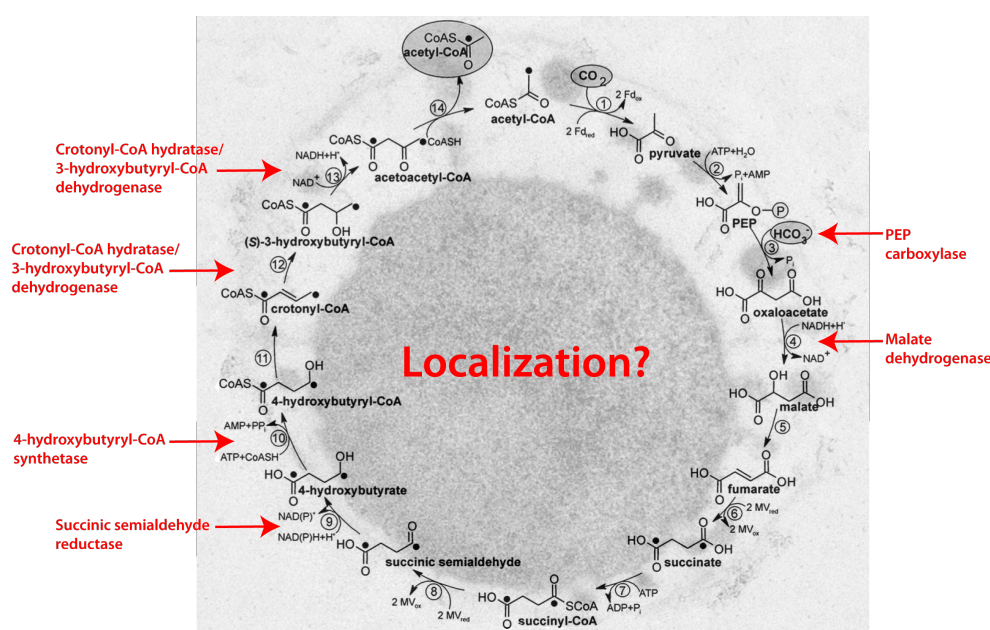 CoAS
O
acetyl-CoA
CoAS
O
acetyl-CoA
CO2
1
2 Fdox
2 Fdred
HO
O
O
pyruvate
ATP+H2O
2
Pi+AMP
HO
O
O
P
PEP
HCO3-
3
Pi
PEP
carboxylase
HO
O
O
O
OH
oxaloacetate
NADH+H+
4
NAD+
Malate
dehydrogenase
OH
O
HO
O
OH
malate
5
O
HO
O
OH
fumarate
6
2 MVred
2 MVox
O
HO
O
OH
succinate
7
ATP
ADP+Pi
O
HO
O
SCoA
succinyl-CoA
8
2 MVox
2 MVred
O
HO
O
succinic semialdehyde
NAD(P)+
9
NAD(P)H+H+
Succinic semialdehyde
reductase
OH
HO
O
4-hydroxybutyrate
AMP+PPi
10
ATP+CoASH
4-hydroxybutyryl-CoA
synthetase
OH
CoAS
O
4-hydroxybutyryl-CoA
11
CoAS
O
crotonyl-CoA
12
Crotonyl-CoA hydratase/
3-hydroxybutyryl-CoA
dehydrogenase
CoAS
O
OH
(S)-3-hydroxybutyryl-CoA
NADH+H+
13
NAD+
Crotonyl-CoA hydratase/
3-hydroxybutyryl-CoA
dehydrogenase
CoAS
O
O
acetoacetyl-CoA
14
CoASH
Localization?